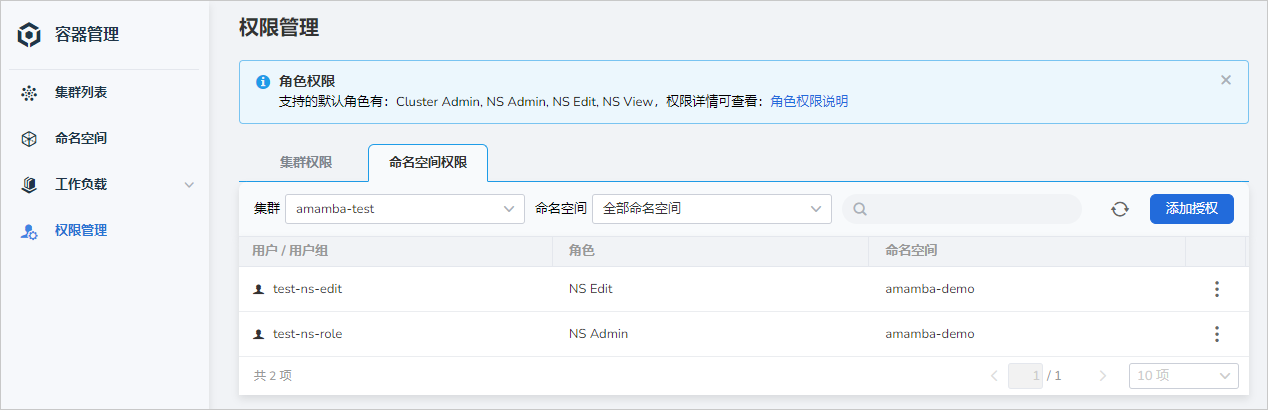 容器管理
集群列表
命名空间
工作负载
权限管理
权限管理
角色权限
支持的默认角色有：Cluster Admin, NS Admin, NS Edit, NS View，权限详情可查看：角色权限说明
集群权限 命名空间权限
集群 amamba-test 命名空间 全部命名空间 添加授权
用户 / 用户组 角色 命名空间
test-ns-edit NS Edit amamba-demo
test-ns-role NS Admin amamba-demo
共 2 项 1 / 1 10 项